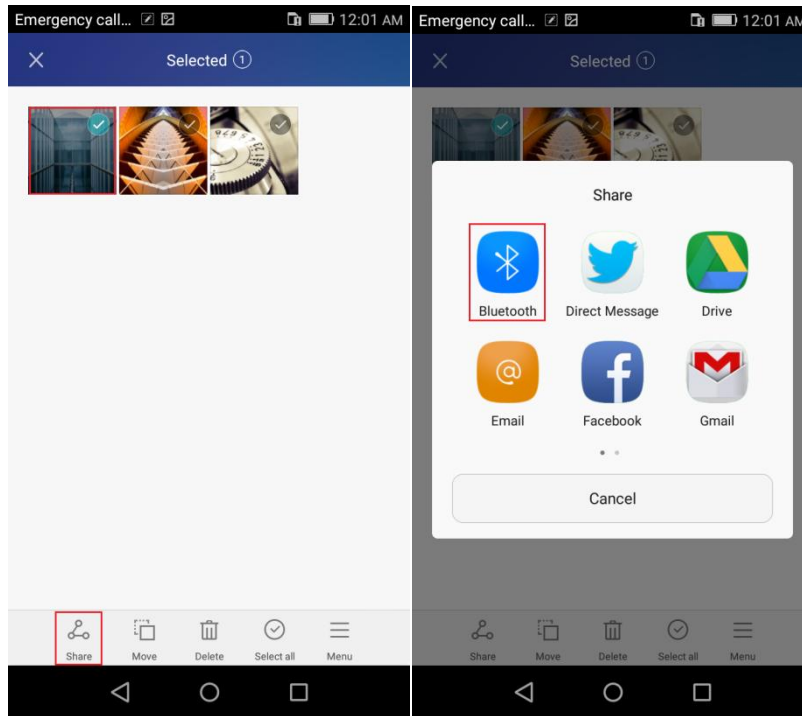 Emergency call... 12:01 AM
Selected 1
Share Move Delete Select all Menu
Emergency call... 12:01 AM
Selected 1
Share
Bluetooth Direct Message Drive
Email Facebook Gmail
Cancel
Share Move Delete Select all Menu